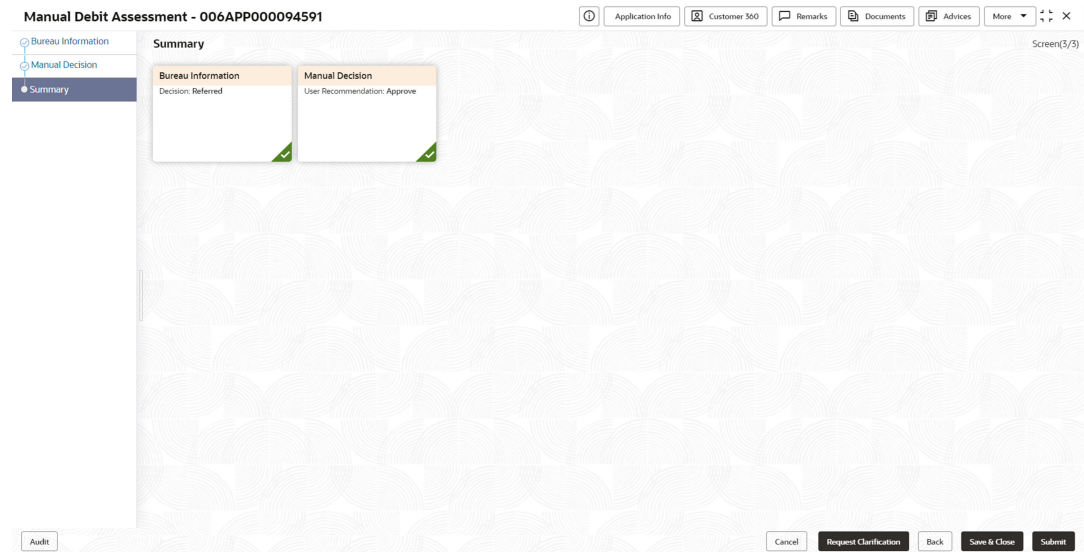 Manual Debit Assessment - 006APP000094591
Application Info
Customer 360
Remarks
Documents
Advices
More
Bureau Information
Manual Decision
Summary
Summary
Screen(3/3)
Bureau Information
Decision: Referred
Manual Decision
User Recommendation: Approve
Audit
Cancel
Request Clarification
Back
Save & Close
Submit